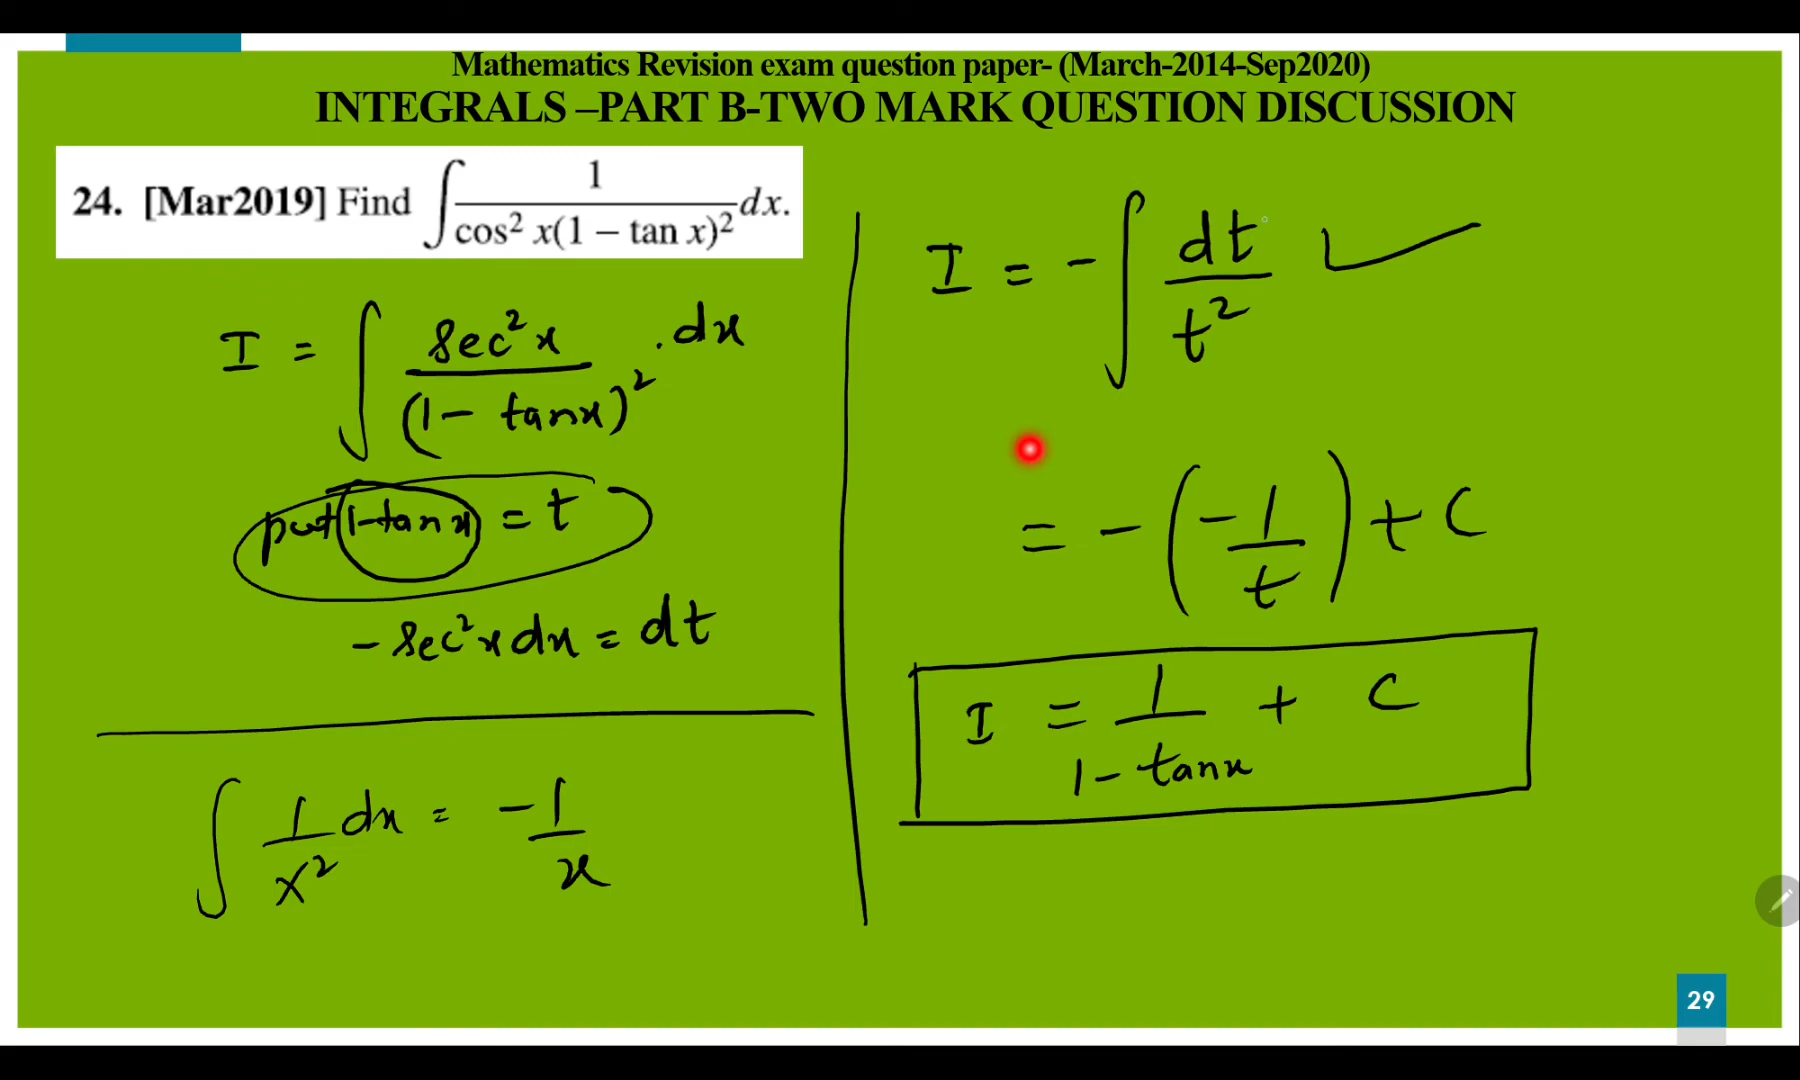 Mathematics Revision exam question paper- (March-2014-Sep2020)
INTEGRALS –PART B-TWO MARK QUESTION DISCUSSION
24. [Mar2019] Find ∫ 1/(cos² x(1 − tan x)²) dx.
I = ∫ sec²x/(1 - tanx)² . dx
put (1-tan x) = t
- sec²x dx = dt
∫ 1/x² dx = -1/x
I = - ∫ dt/t²
= - (-1/t) + C
I = 1/(1 - tanx) + C
29